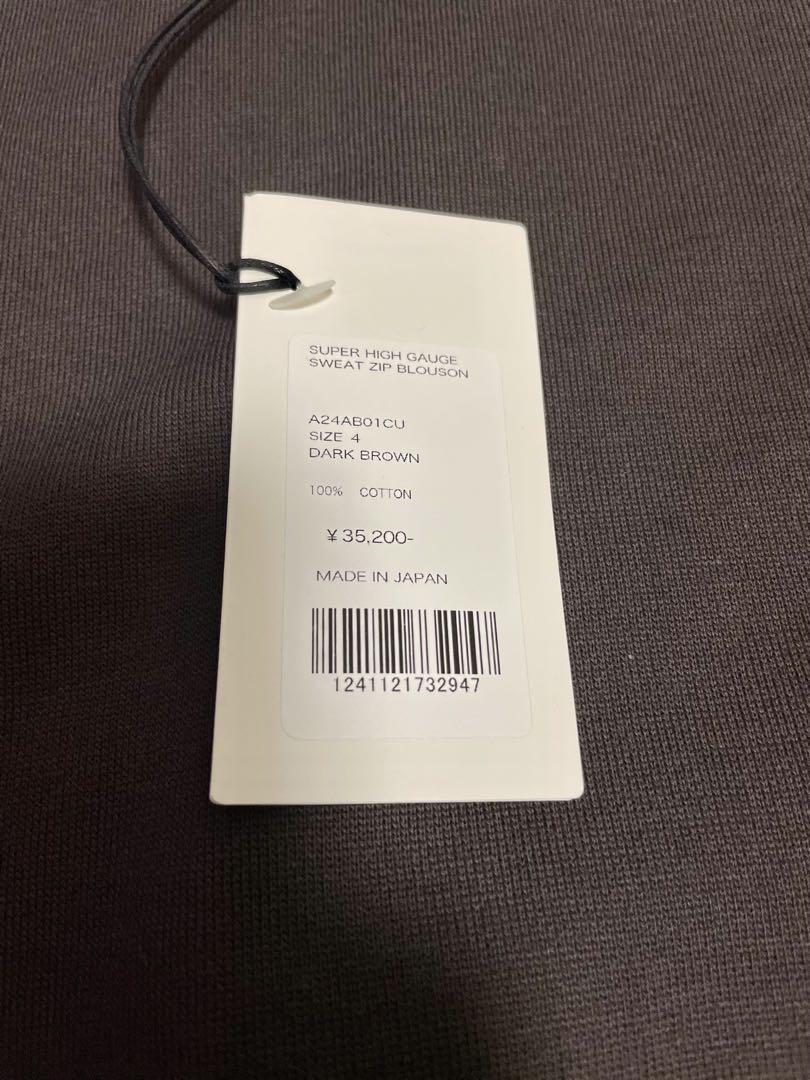 SUPER HIGH GAUGE
SWEAT ZIP BLOUSON
A24AB01CU
SIZE 4
DARK BROWN
100% COTTON
¥35,200-
MADE IN JAPAN
1241121732947